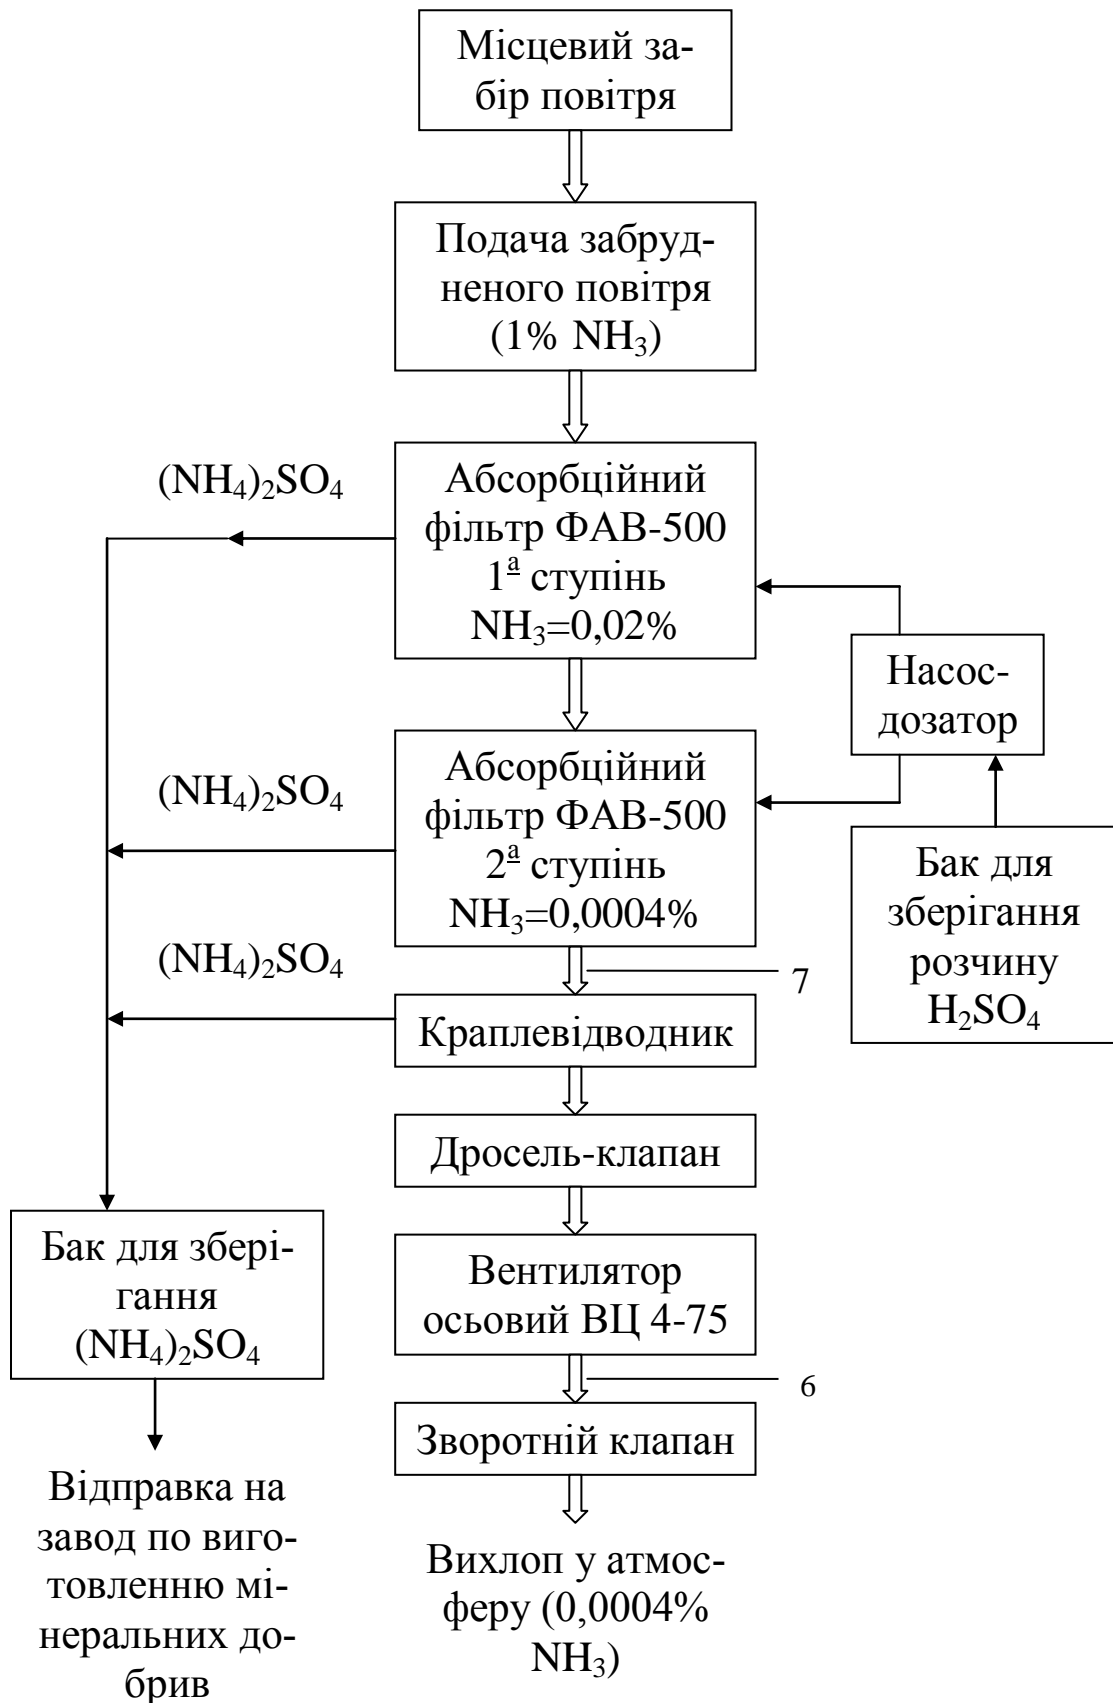 Місцевий за-
бір повітря
Подача забруд-
неного повітря
(1% NH₃)
(NH₄)₂SO₄
Абсорбційний
фільтр ФАВ-500
1ª ступінь
NH₃=0,02%
Насос-
дозатор
(NH₄)₂SO₄
Абсорбційний
фільтр ФАВ-500
2ª ступінь
NH₃=0,0004%
Бак для
зберігання
розчину
H₂SO₄
(NH₄)₂SO₄
7
Краплевідводник
Дросель-клапан
Бак для збері-
гання
(NH₄)₂SO₄
Вентилятор
осьовий ВЦ 4-75
6
Зворотній клапан
Відправка на
завод по виго-
товленню мі-
неральних до-
брив
Вихлоп у атмос-
феру (0,0004%
NH₃)